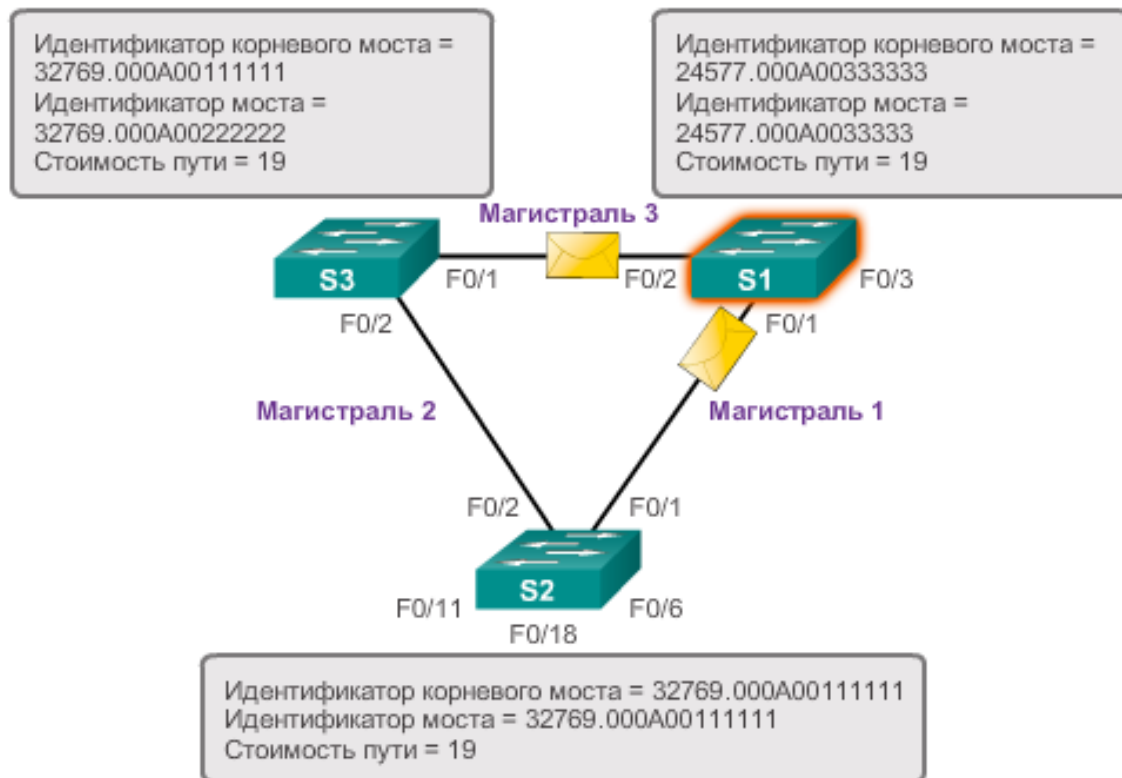 Идентификатор корневого моста =
32769.000A00111111
Идентификатор моста =
32769.000A00222222
Стоимость пути = 19
Идентификатор корневого моста =
24577.000A00333333
Идентификатор моста =
24577.000A0033333
Стоимость пути = 19
Магистраль 3
S3
F0/1
F0/2
S1
F0/3
F0/2
F0/1
Магистраль 2
Магистраль 1
F0/2
F0/1
S2
F0/11
F0/6
F0/18
Идентификатор корневого моста = 32769.000A00111111
Идентификатор моста = 32769.000A00111111
Стоимость пути = 19